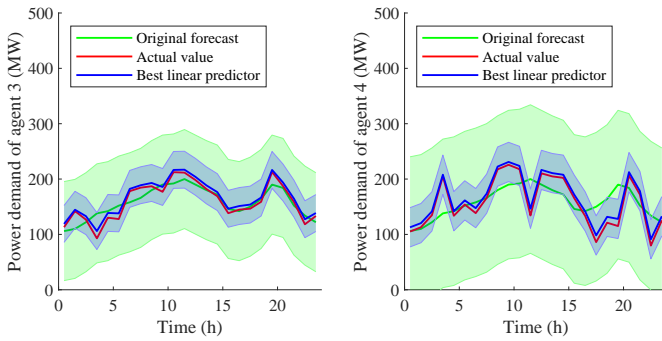 500
400
300
200
100
0
0
5
10
15
20
Time (h)
Power demand of agent 3 (MW)
Original forecast
Actual value
Best linear predictor
500
400
300
200
100
0
0
5
10
15
20
Time (h)
Power demand of agent 4 (MW)
Original forecast
Actual value
Best linear predictor